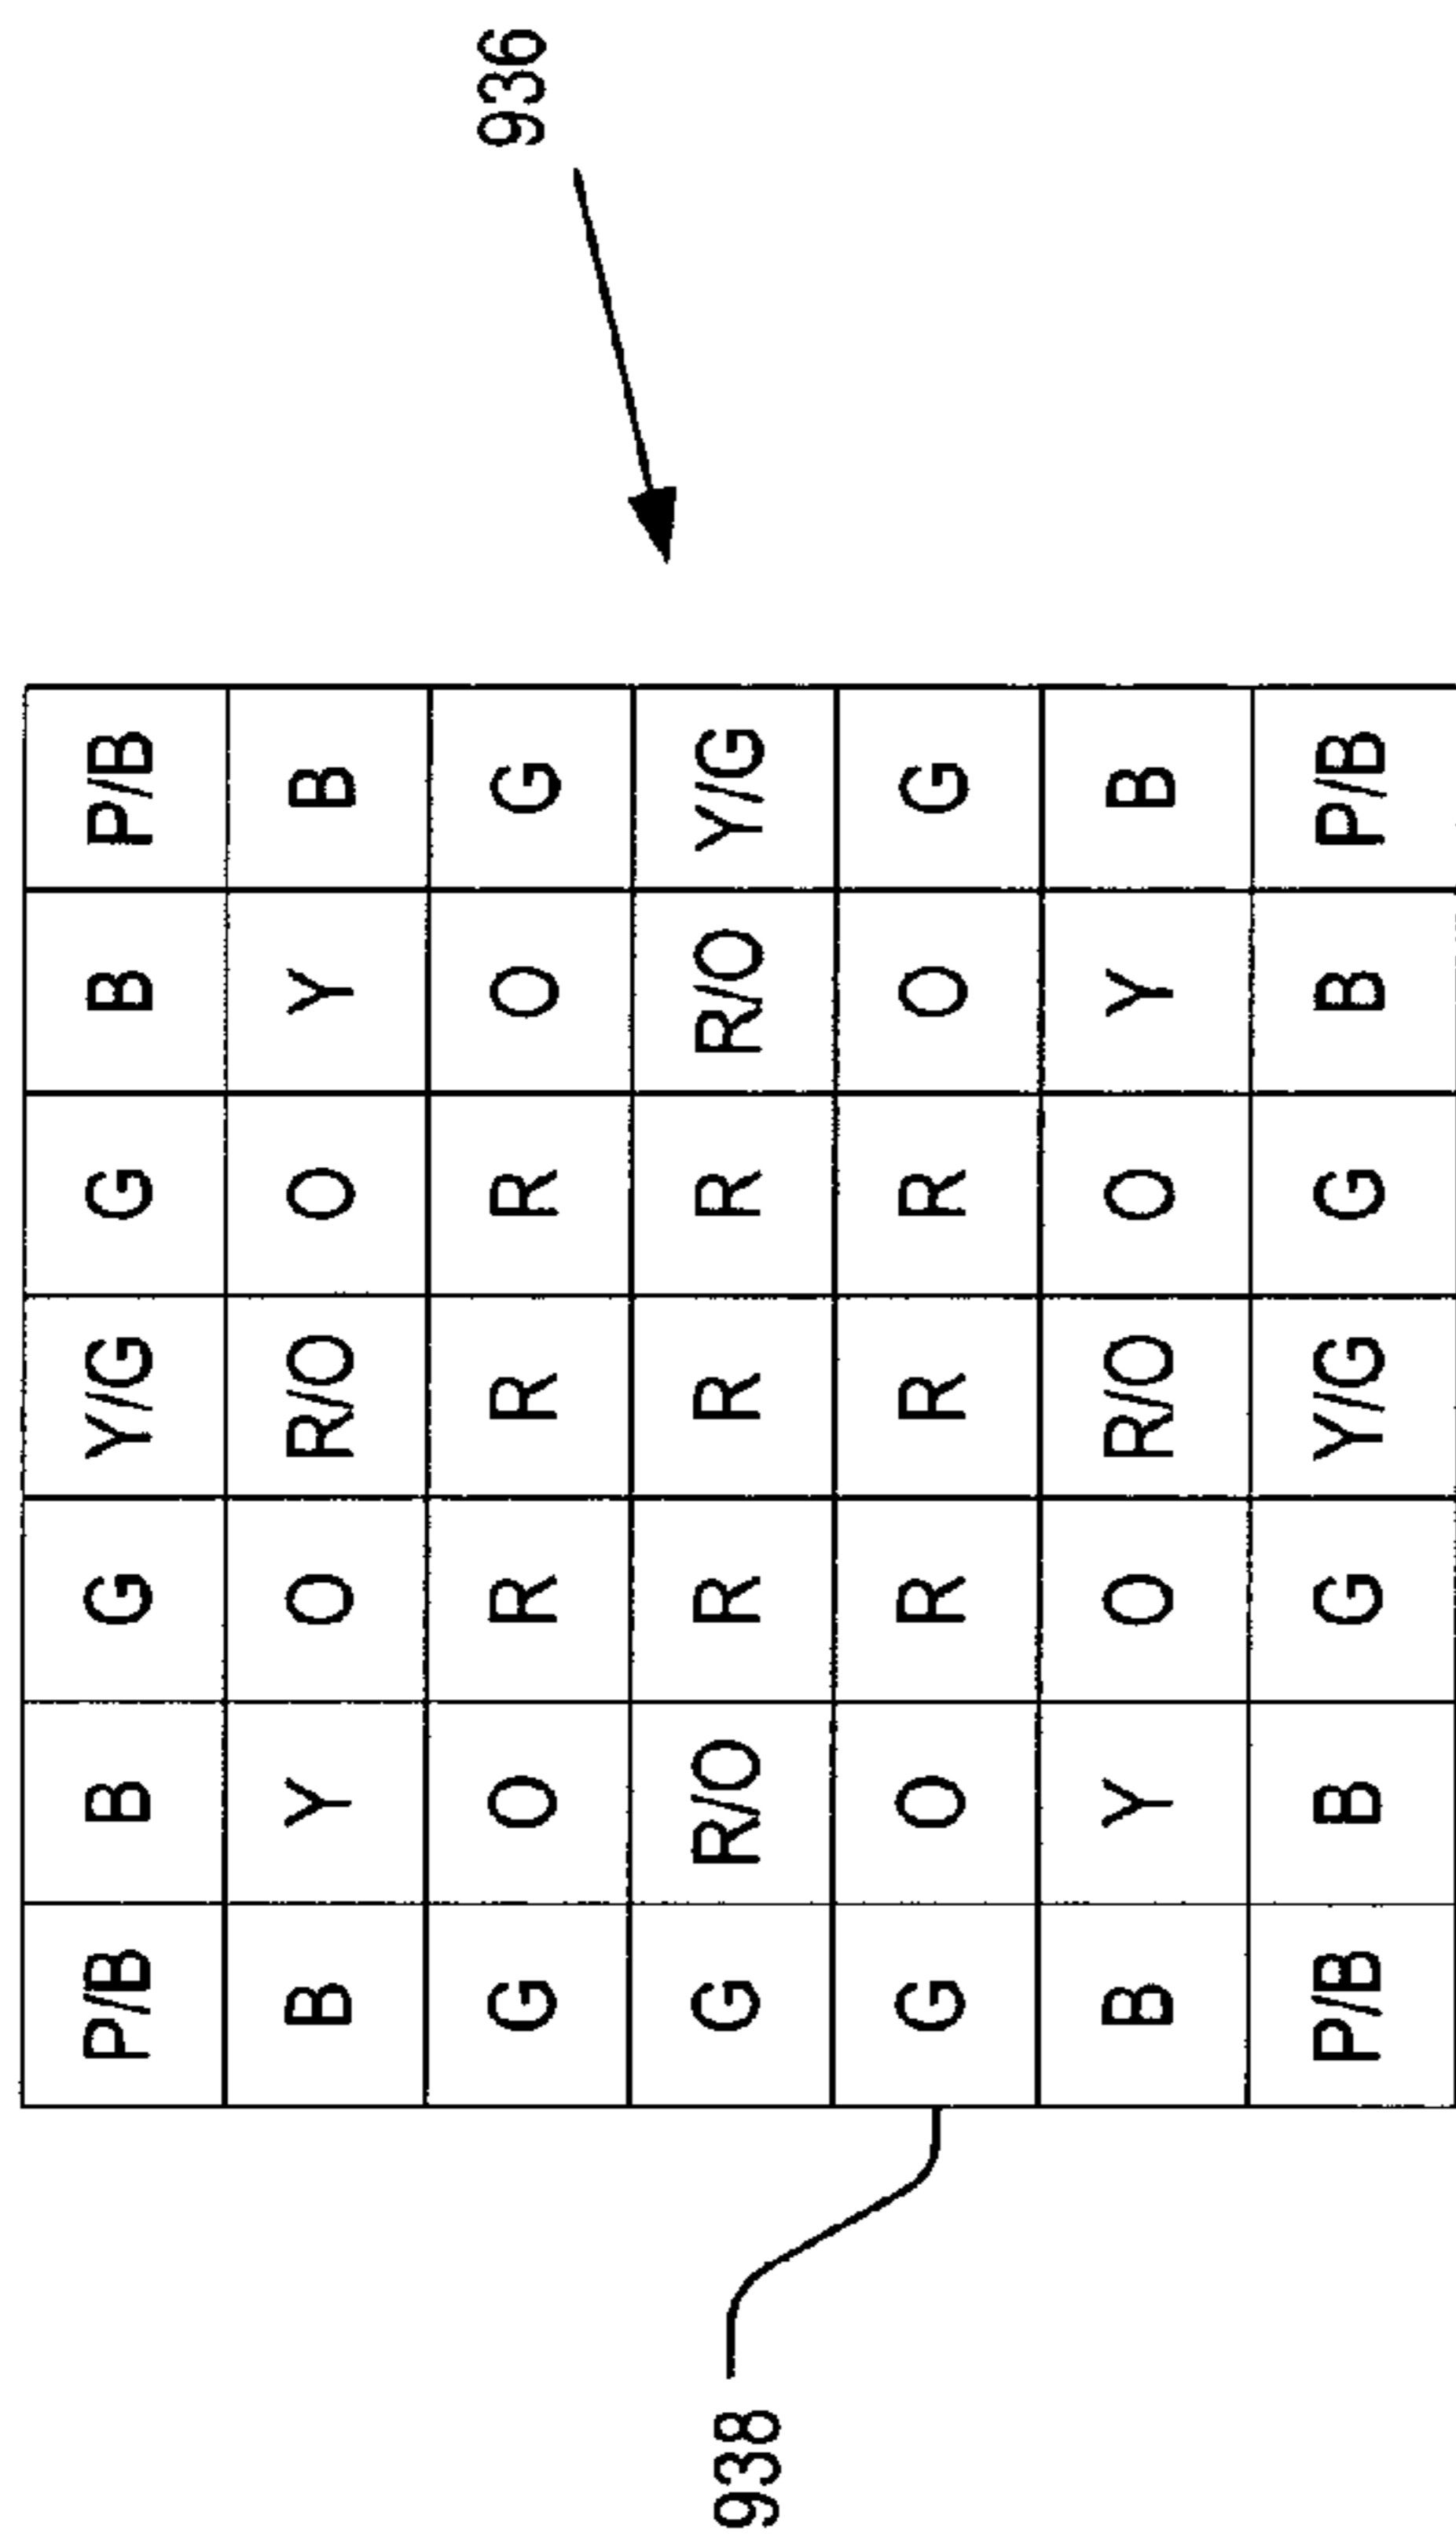 P/B B G Y/G G B P/B
B Y O R/O O Y B
G O R R R O G
936
G R/O R R R R/O Y/G
938
G O R R R O G
B Y O R/O O Y B
P/B B G Y/G G B P/B